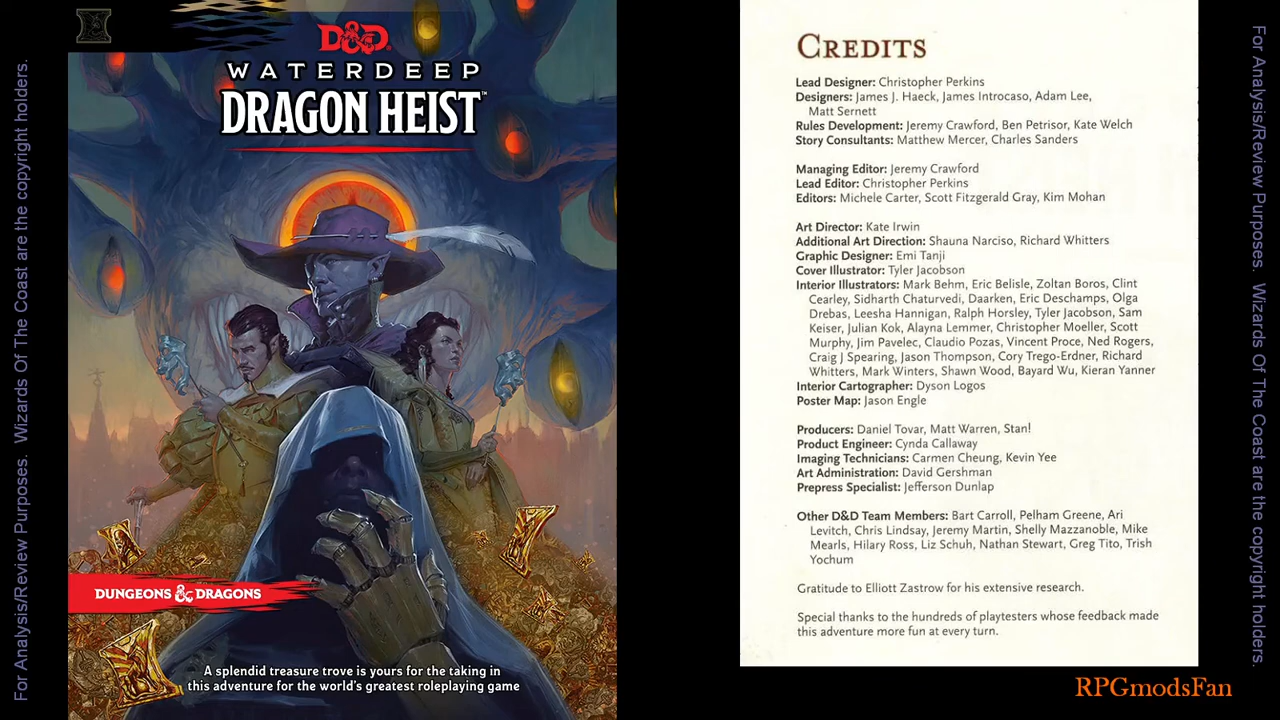 For Analysis/Review Purposes. Wizards Of The Coast are the copyright holders.
D&D
WATERDEEP
DRAGON HEIST™
DUNGEONS & DRAGONS
A splendid treasure trove is yours for the taking in
this adventure for the world's greatest roleplaying game
CREDITS
Lead Designer: Christopher Perkins
Designers: James J. Haeck, James Introcaso, Adam Lee,
Matt Sernett
Rules Development: Jeremy Crawford, Ben Petrisor, Kate Welch
Story Consultants: Matthew Mercer, Charles Sanders
Managing Editor: Jeremy Crawford
Lead Editor: Christopher Perkins
Editors: Michele Carter, Scott Fitzgerald Gray, Kim Mohan
Art Director: Kate Irwin
Additional Art Direction: Shauna Narciso, Richard Whitters
Graphic Designer: Emi Tanji
Cover Illustrator: Tyler Jacobson
Interior Illustrators: Mark Behm, Eric Belisle, Zoltan Boros, Clint
Cearley, Sidharth Chaturvedi, Daarken, Eric Deschamps, Olga
Drebas, Leesha Hannigan, Ralph Horsley, Tyler Jacobson, Sam
Keiser, Julian Kok, Alayna Lemmer, Christopher Moeller, Scott
Murphy, Jim Pavelec, Claudio Pozas, Vincent Proce, Ned Rogers,
Craig J Spearing, Jason Thompson, Cory Trego-Erdner, Richard
Whitters, Mark Winters, Shawn Wood, Bayard Wu, Kieran Yanner
Interior Cartographer: Dyson Logos
Poster Map: Jason Engle
Producers: Daniel Tovar, Matt Warren, Stan!
Product Engineer: Cynda Callaway
Imaging Technicians: Carmen Cheung, Kevin Yee
Art Administration: David Gershman
Prepress Specialist: Jefferson Dunlap
Other D&D Team Members: Bart Carroll, Pelham Greene, Ari
Levitch, Chris Lindsay, Jeremy Martin, Shelly Mazzanoble, Mike
Mearls, Hilary Ross, Liz Schuh, Nathan Stewart, Greg Tito, Trish
Yochum
Gratitude to Elliott Zastrow for his extensive research.
Special thanks to the hundreds of playtesters whose feedback made
this adventure more fun at every turn.
For Analysis/Review Purposes. Wizards Of The Coast are the copyright holders.
RPGmodsFan